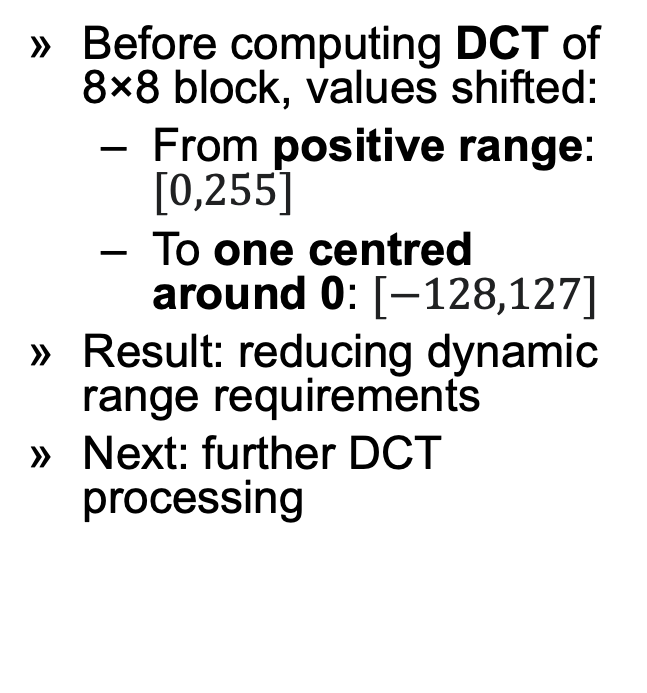 » Before computing DCT of
8×8 block, values shifted:
– From positive range:
[0,255]
– To one centred
around 0: [−128,127]
» Result: reducing dynamic
range requirements
» Next: further DCT
processing